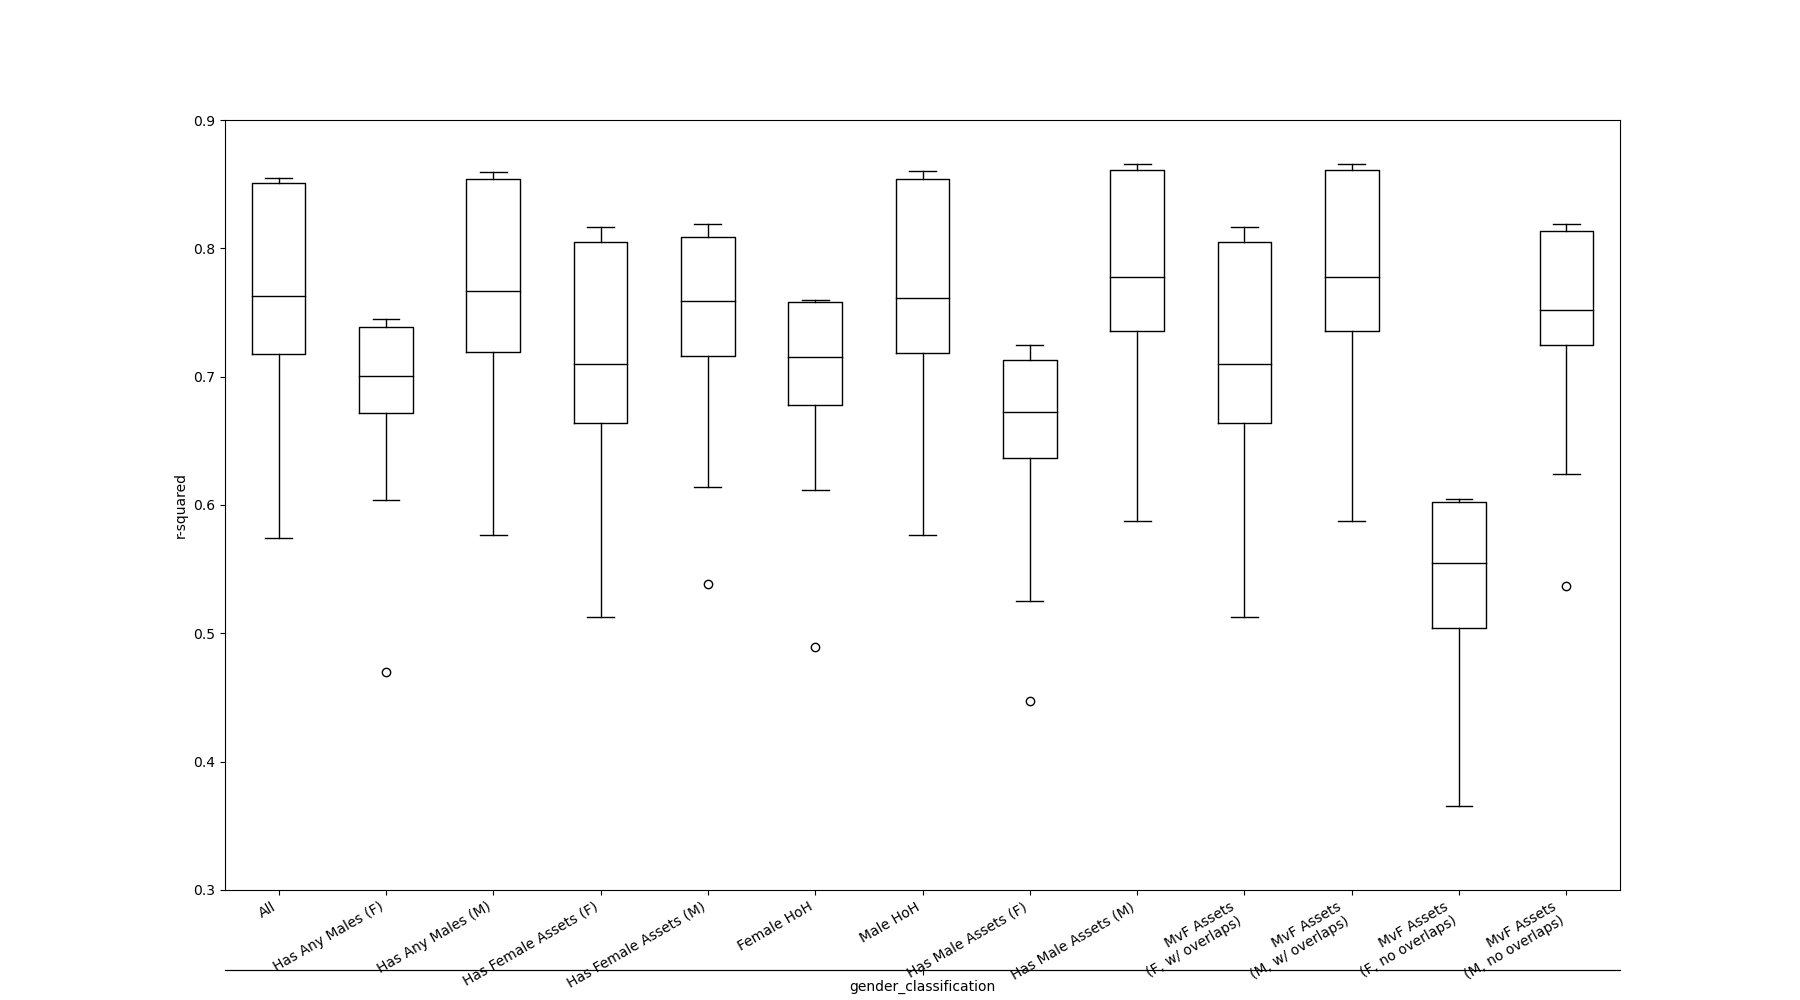 0.9
0.8
0.7
0.6
0.5
0.4
0.3
r-squared
All
Has Any Males (F)
Has Any Males (M)
Has Female Assets (F)
Has Female Assets (M)
Female HoH
Male HoH
Has Male Assets (F)
Has Male Assets (M)
MvF Assets
(F, w/ overlaps)
MvF Assets
(M, w/ overlaps)
MvF Assets
(F, no overlaps)
MvF Assets
(M, no overlaps)
gender_classification